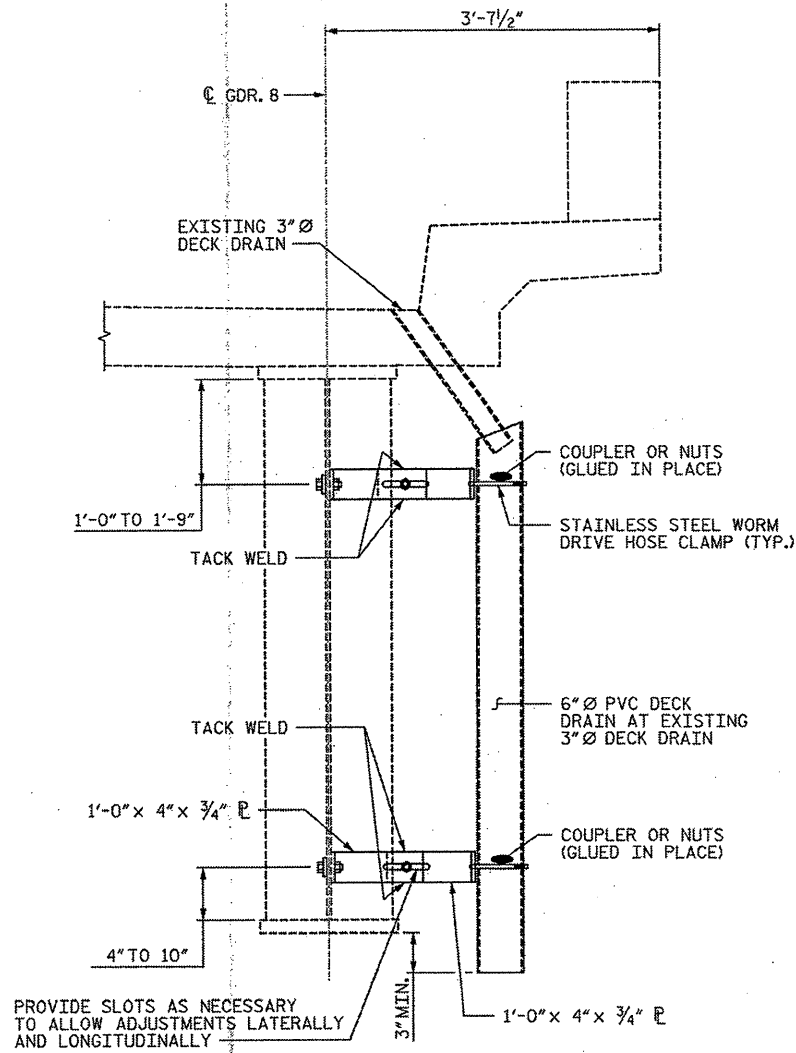 3'-7½"
℄ GDR. 8
EXISTING 3" Ø
DECK DRAIN
COUPLER OR NUTS
(GLUED IN PLACE)
1'-0" TO 1'-9"
STAINLESS STEEL WORM
DRIVE HOSE CLAMP (TYP.)
TACK WELD
6" Ø PVC DECK
DRAIN AT EXISTING
3" Ø DECK DRAIN
TACK WELD
1'-0" x 4" x ¾" ⅊
COUPLER OR NUTS
(GLUED IN PLACE)
4" TO 10"
3" MIN.
PROVIDE SLOTS AS NECESSARY
TO ALLOW ADJUSTMENTS LATERALLY
AND LONGITUDINALLY
1'-0" x 4" x ¾" ⅊